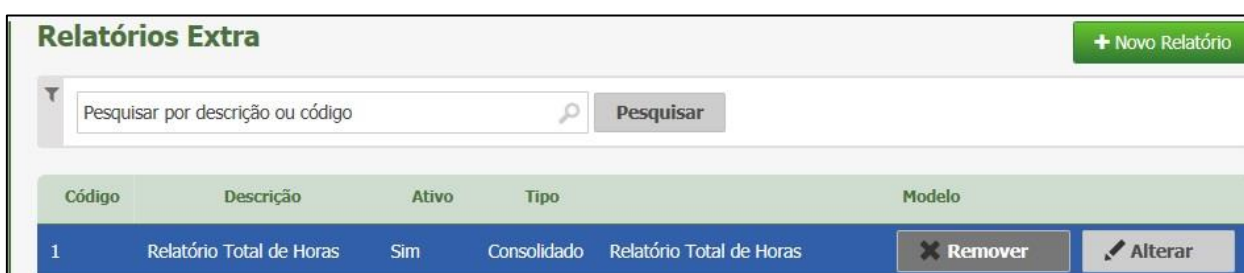 Relatórios Extra
+ Novo Relatório
Pesquisar por descrição ou código Pesquisar
Código Descrição Ativo Tipo Modelo
1 Relatório Total de Horas Sim Consolidado Relatório Total de Horas Remover Alterar